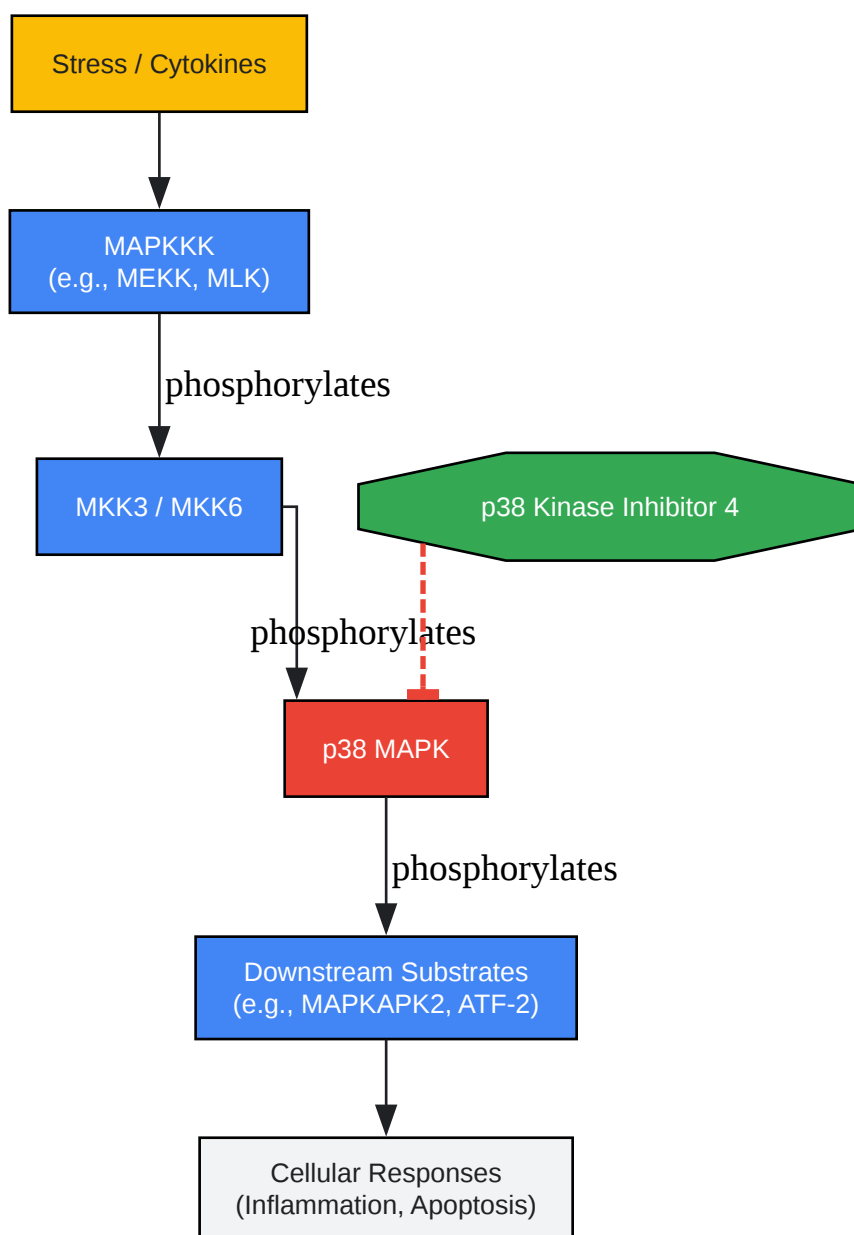 Stress / Cytokines
MAPKKK
(e.g., MEKK, MLK)
phosphorylates
MKK3 / MKK6
p38 Kinase Inhibitor 4
phosphorylates
p38 MAPK
phosphorylates
Downstream Substrates
(e.g., MAPKAPK2, ATF-2)
Cellular Responses
(Inflammation, Apoptosis)